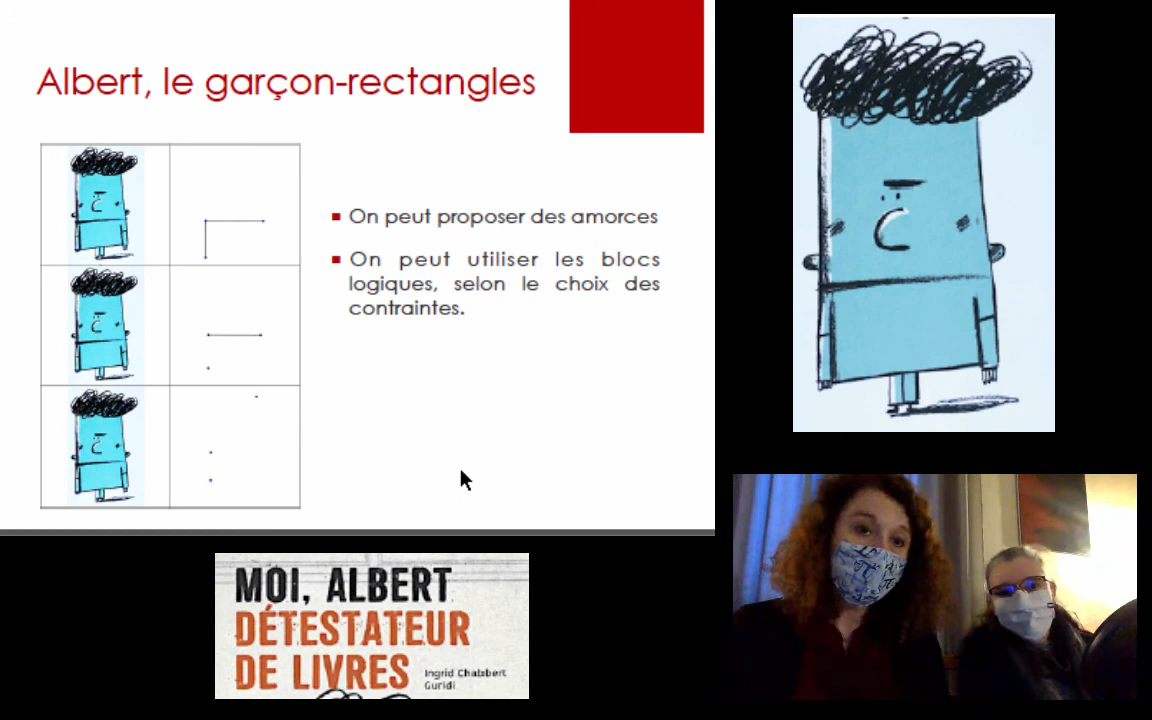 Albert, le garçon-rectangles
On peut proposer des amorces
On peut utiliser les blocs
logiques, selon le choix des
contraintes.
MOI, ALBERT
DÉTESTATEUR
DE LIVRES
Ingrid Chabbert
Guridi